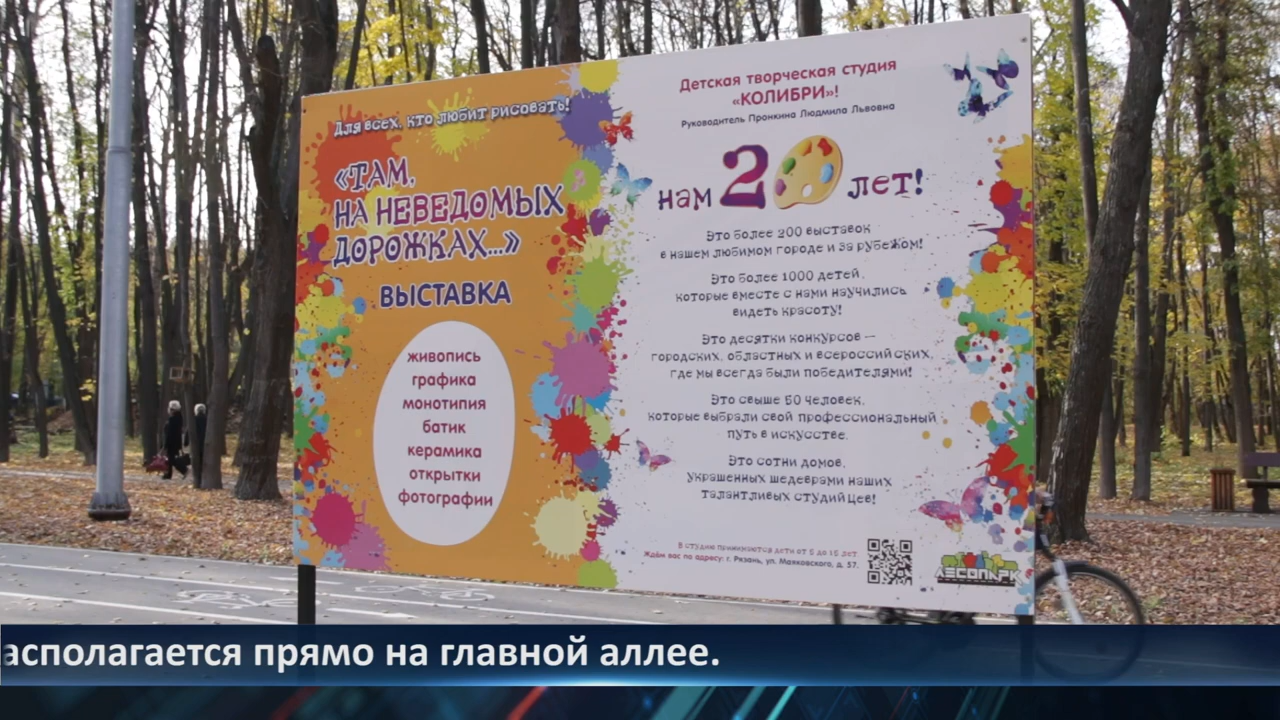 Для всех, кто любит рисовать!
«ТАМ,
НА НЕВЕДОМЫХ
ДОРОЖКАХ...»
ВЫСТАВКА
живопись
графика
монотипия
батик
керамика
открытки
фотографии
Детская творческая студия
«КОЛИБРИ»!
Руководитель Пронкина Людмила Львовна
нам 20 лет!
Это более 200 выставок
в нашем любимом городе и за рубежом!
Это более 1000 детей,
которые вместе с нами научились
видеть красоту!
Это десятки конкурсов —
городских, областных и всероссийских,
где мы всегда были победителями!
Это свыше 50 человек,
которые выбрали свой профессиональный
путь в искусстве.
Это сотни домов,
украшенных шедеврами наших
талантливых студийцев!
В студию принимаются дети от 5 до 15 лет.
Ждём вас по адресу: г. Рязань, ул. Маяковского, д. 57.
ЛЕСОПАРК
асполагается прямо на главной аллее.